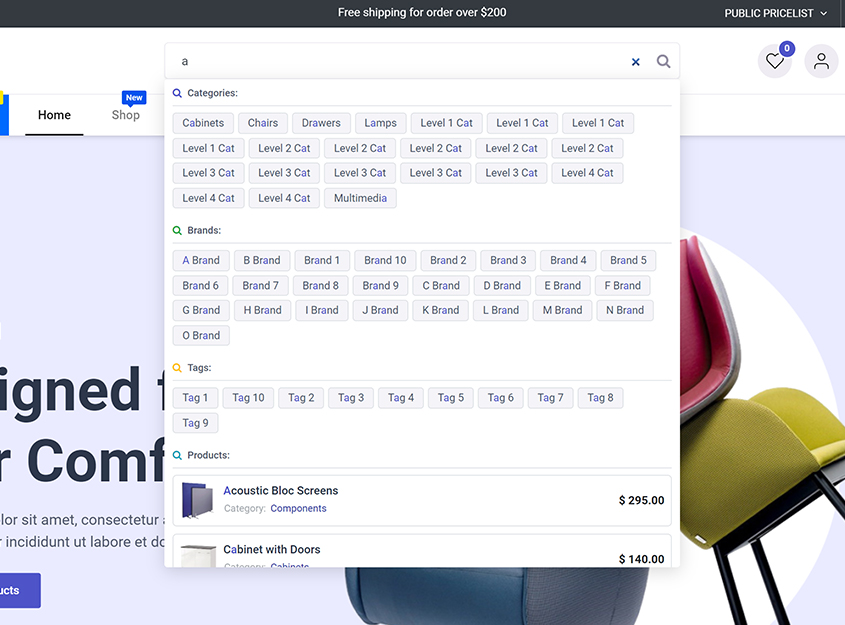 Free shipping for order over $200
PUBLIC PRICELIST
a
0
New
Home
Shop
Categories:
Cabinets Chairs Drawers Lamps Level 1 Cat Level 1 Cat Level 1 Cat
Level 1 Cat Level 2 Cat Level 2 Cat Level 2 Cat Level 2 Cat Level 2 Cat
Level 3 Cat Level 3 Cat Level 3 Cat Level 3 Cat Level 3 Cat Level 4 Cat
Level 4 Cat Level 4 Cat Multimedia
Brands:
A Brand B Brand Brand 1 Brand 10 Brand 2 Brand 3 Brand 4 Brand 5
Brand 6 Brand 7 Brand 8 Brand 9 C Brand D Brand E Brand F Brand
G Brand H Brand I Brand J Brand K Brand L Brand M Brand N Brand
O Brand
Tags:
Tag 1 Tag 10 Tag 2 Tag 3 Tag 4 Tag 5 Tag 6 Tag 7 Tag 8
Tag 9
Products:
Acoustic Bloc Screens
Category: Components
$ 295.00
Cabinet with Doors
Category: Cabinets
$ 140.00
igned f
r Comf
lor sit amet, consectetur
r incididunt ut labore et do
ucts